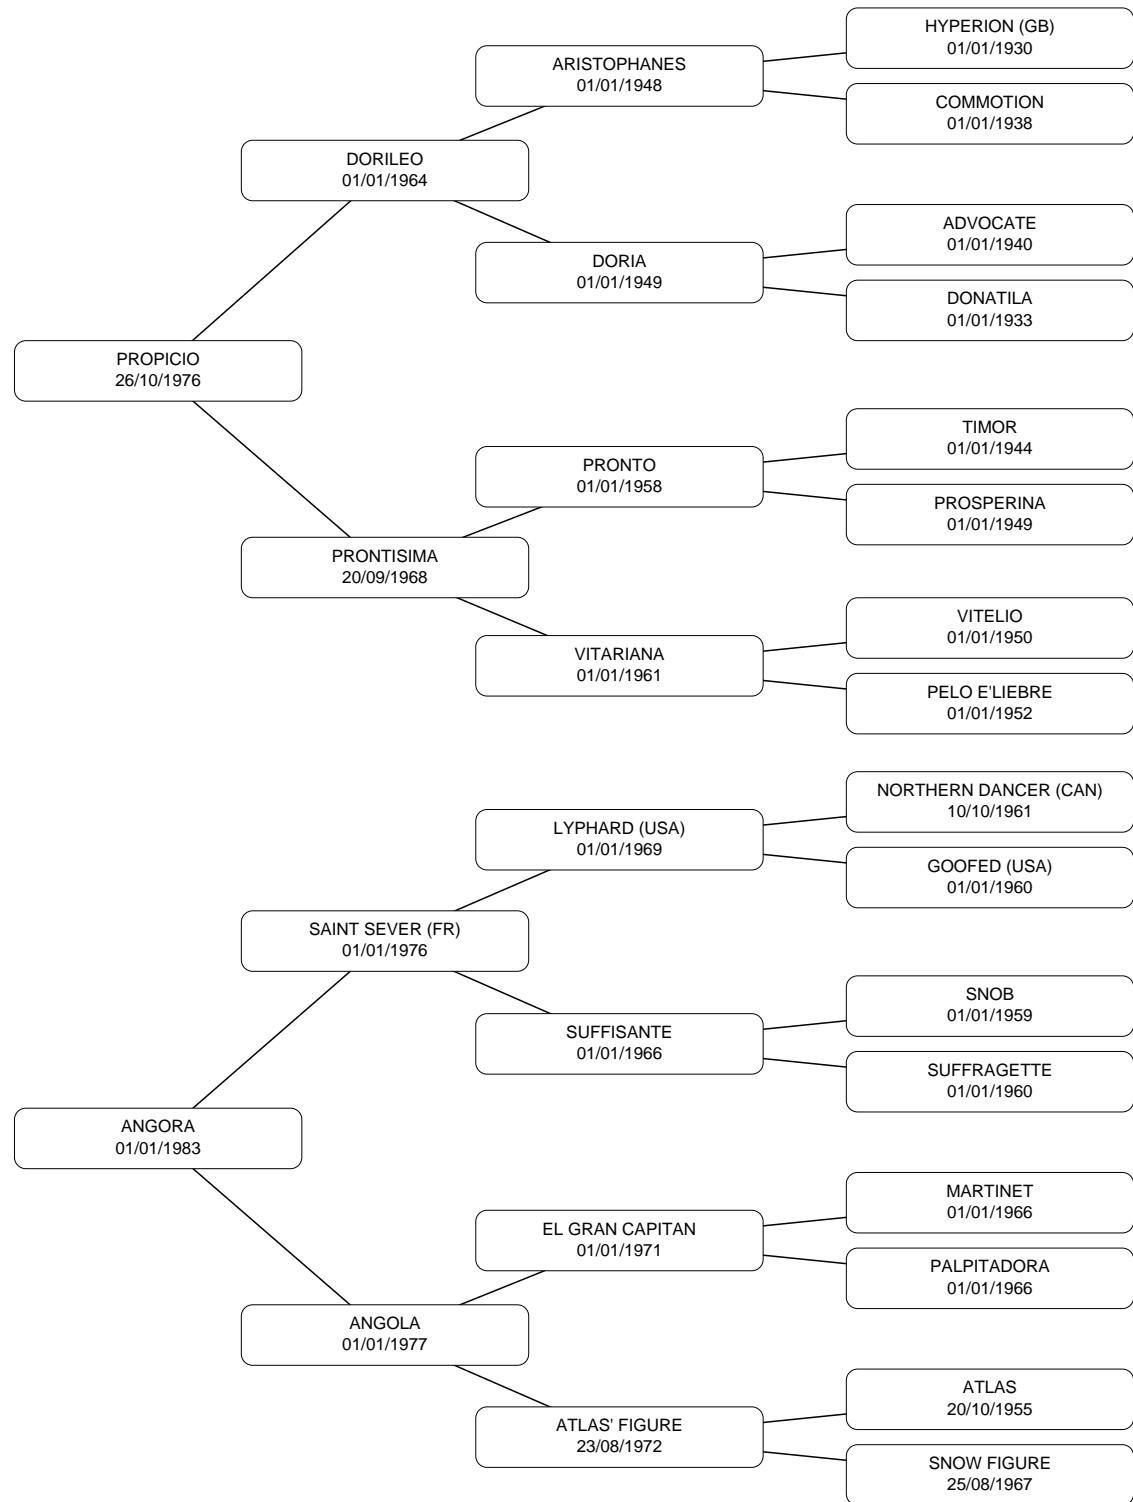 HYPERION (GB)
01/01/1930
ARISTOPHANES
01/01/1948
COMMOTION
01/01/1938
DORILEO
01/01/1964
ADVOCATE
01/01/1940
DORIA
01/01/1949
DONATILA
01/01/1933
PROPICIO
26/10/1976
TIMOR
01/01/1944
PRONTO
01/01/1958
PROSPERINA
01/01/1949
PRONTISIMA
20/09/1968
VITELIO
01/01/1950
VITARIANA
01/01/1961
PELO E'LIEBRE
01/01/1952
NORTHERN DANCER (CAN)
10/10/1961
LYPHARD (USA)
01/01/1969
GOOFED (USA)
01/01/1960
SAINT SEVER (FR)
01/01/1976
SNOB
01/01/1959
SUFFISANTE
01/01/1966
SUFFRAGETTE
01/01/1960
ANGORA
01/01/1983
MARTINET
01/01/1966
EL GRAN CAPITAN
01/01/1971
PALPITADORA
01/01/1966
ANGOLA
01/01/1977
ATLAS
20/10/1955
ATLAS' FIGURE
23/08/1972
SNOW FIGURE
25/08/1967